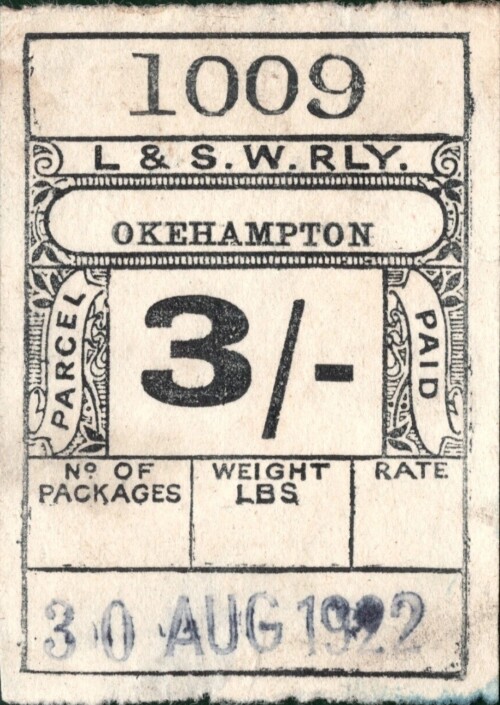 1009
L & S. W. RLY.
OKEHAMPTON
PARCEL
3/-
PAID
Nº OF PACKAGES
WEIGHT LBS
RATE
30 AUG 1922